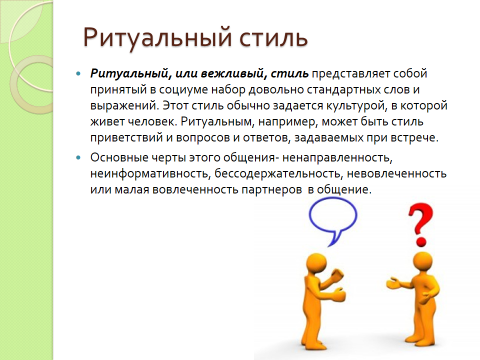 Ритуальный стиль
Ритуальный, или вежливый, стиль представляет собой
принятый в социуме набор довольно стандартных слов и
выражений. Этот стиль обычно задается культурой, в которой
живет человек. Ритуальным, например, может быть стиль
приветствий и вопросов и ответов, задаваемых при встрече.
Основные черты этого общения- ненаправленность,
неинформативность, бессодержательность, невовлеченность
или малая вовлеченность партнеров в общение.
?